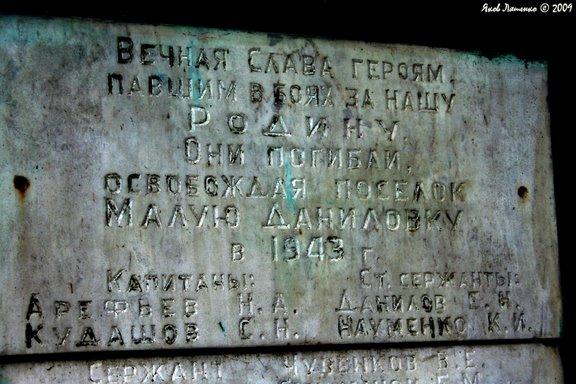 Яков Пященко © 2009
Вечная слава героям,
павшим в боях за нашу
Родину.
Они погибли,
освобождая поселок
Малую Даниловку
в 1943 г.
Капитаны: Ст. сержанты:
Арефьев Н.А. Данилов Е.Н.
Кудашов С.Н. Науменко К.И.
Сержант Чувенков В.Е.